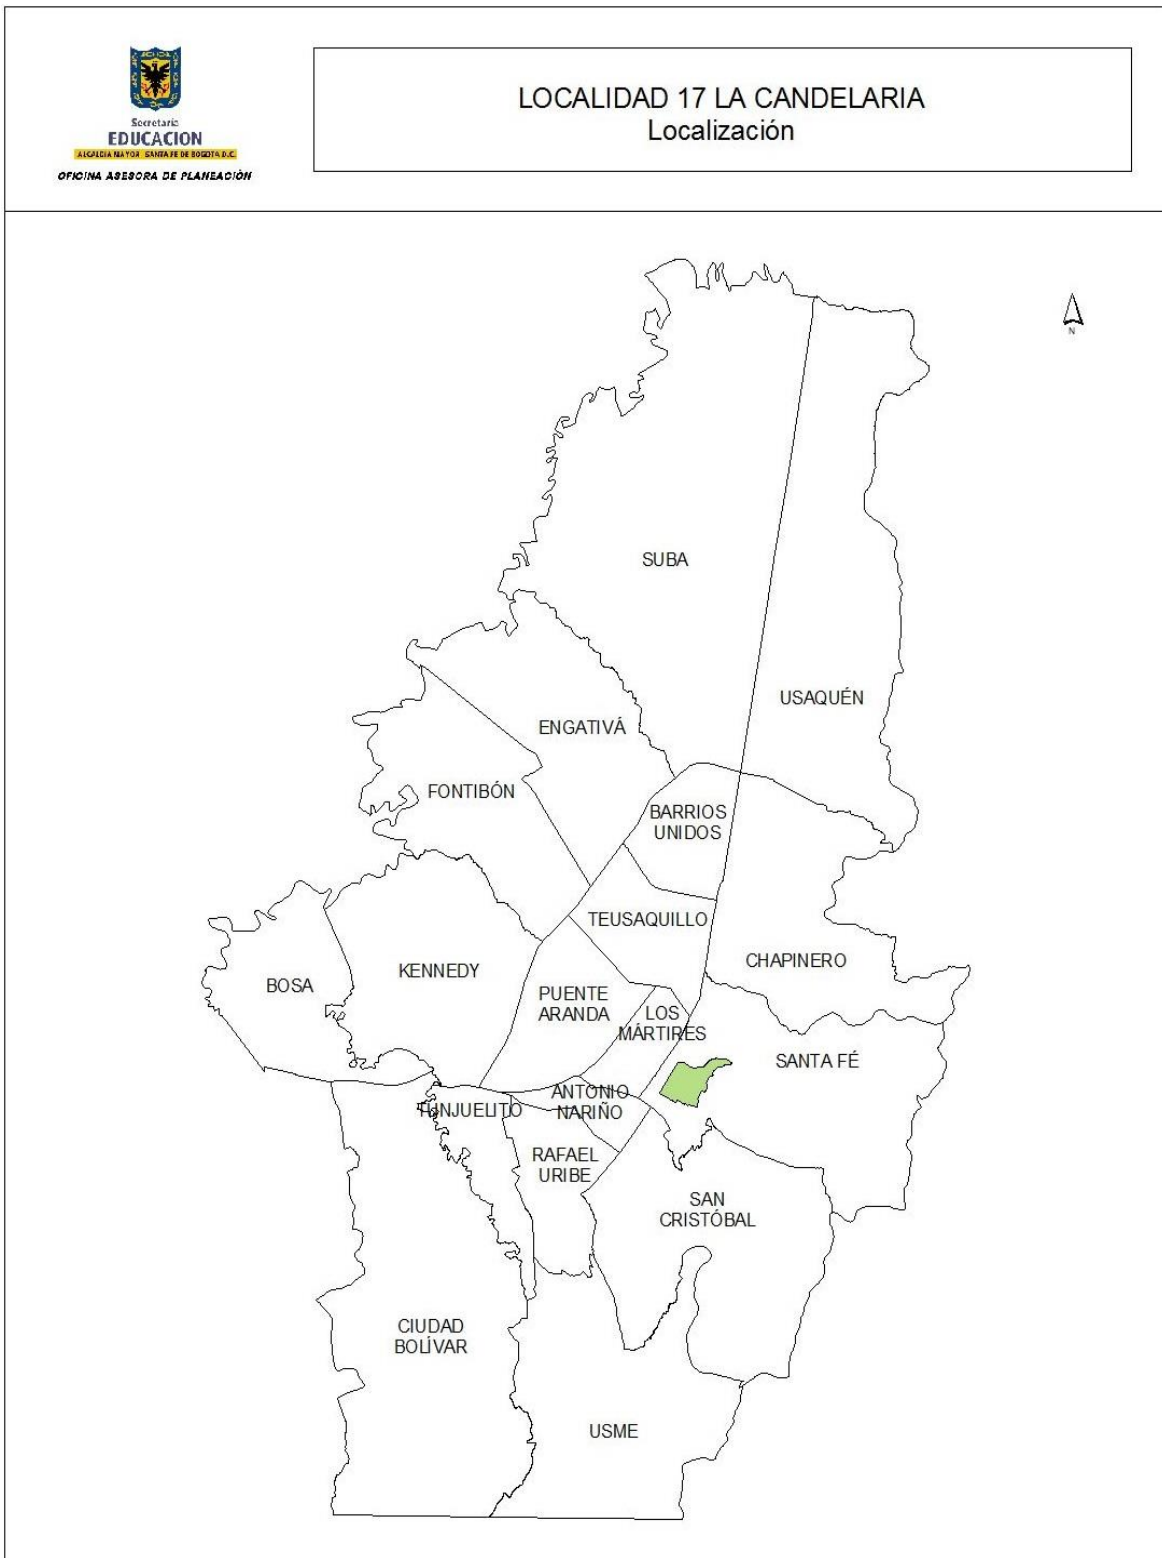 Secretaría
EDUCACION
ALCALDIA MAYOR SANTA FE DE BOGOTA D.C.
OFICINA ASESORA DE PLANEACIÓN
LOCALIDAD 17 LA CANDELARIA
Localización
N
SUBA
USAQUÉN
ENGATIVÁ
FONTIBÓN
BARRIOS
UNIDOS
TEUSAQUILLO
CHAPINERO
KENNEDY
BOSA
PUENTE
ARANDA
LOS
MÁRTIRES
SANTA FÉ
ANTONIO
NARIÑO
TUNJUELITO
RAFAEL
URIBE
SAN
CRISTÓBAL
CIUDAD
BOLÍVAR
USME